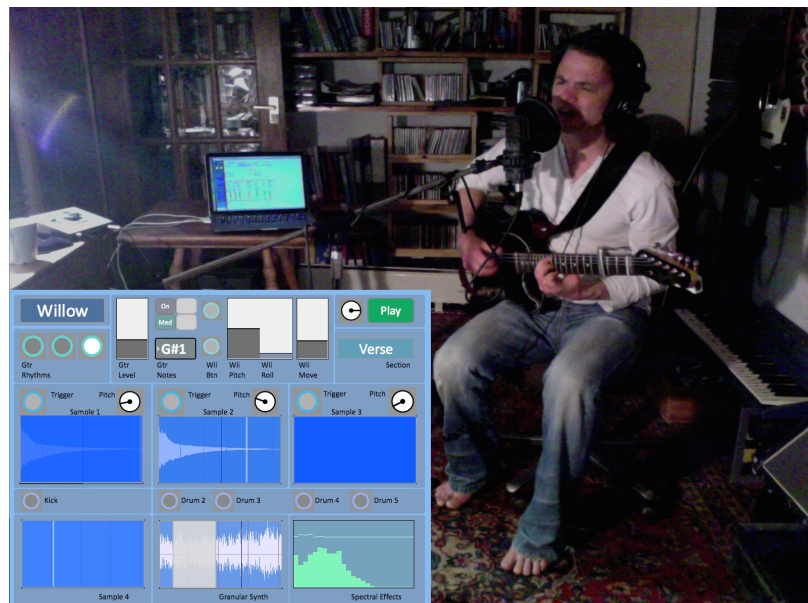 Willow
On
Med
G#1
Play
Verse
Section
Gtr Rhythms
Gtr Level
Gtr Notes
Wii Btn
Wii Pitch
Wii Roll
Wii Move
Trigger Pitch
Sample 1
Trigger Pitch
Sample 2
Trigger Pitch
Sample 3
Kick
Drum 2
Drum 3
Drum 4
Drum 5
Sample 4
Granular Synth
Spectral Effects